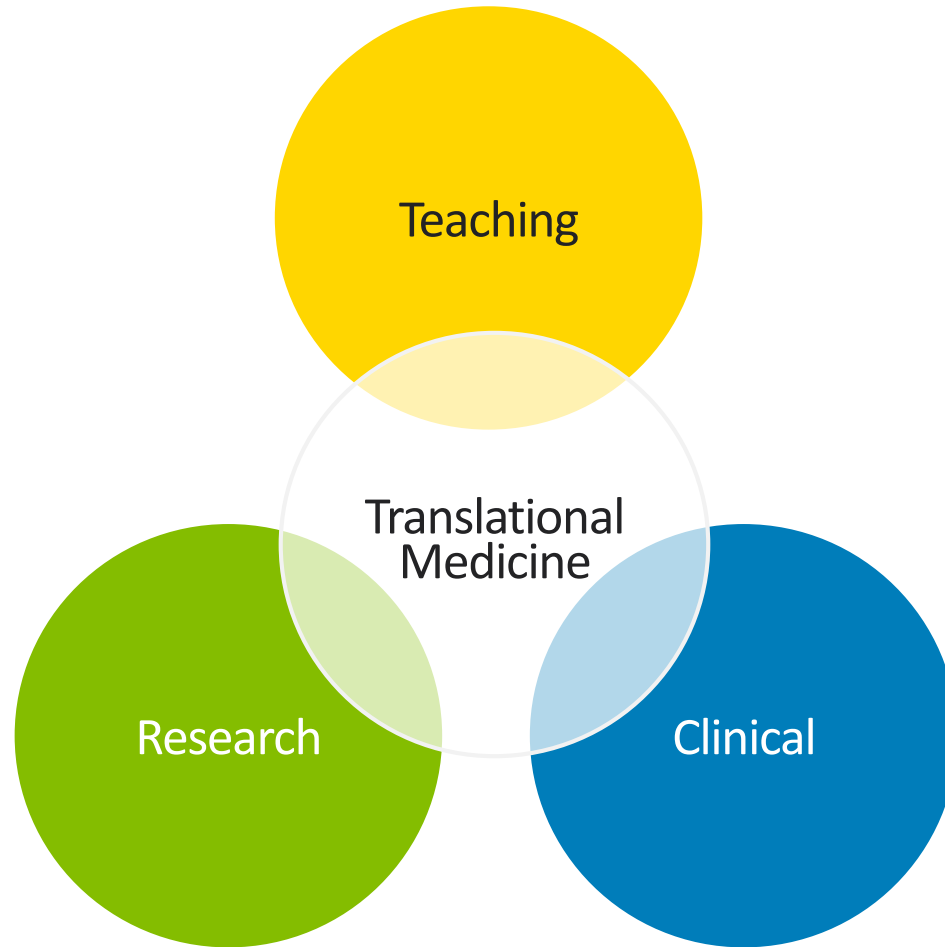 Teaching
Translational
Medicine
Research
Clinical